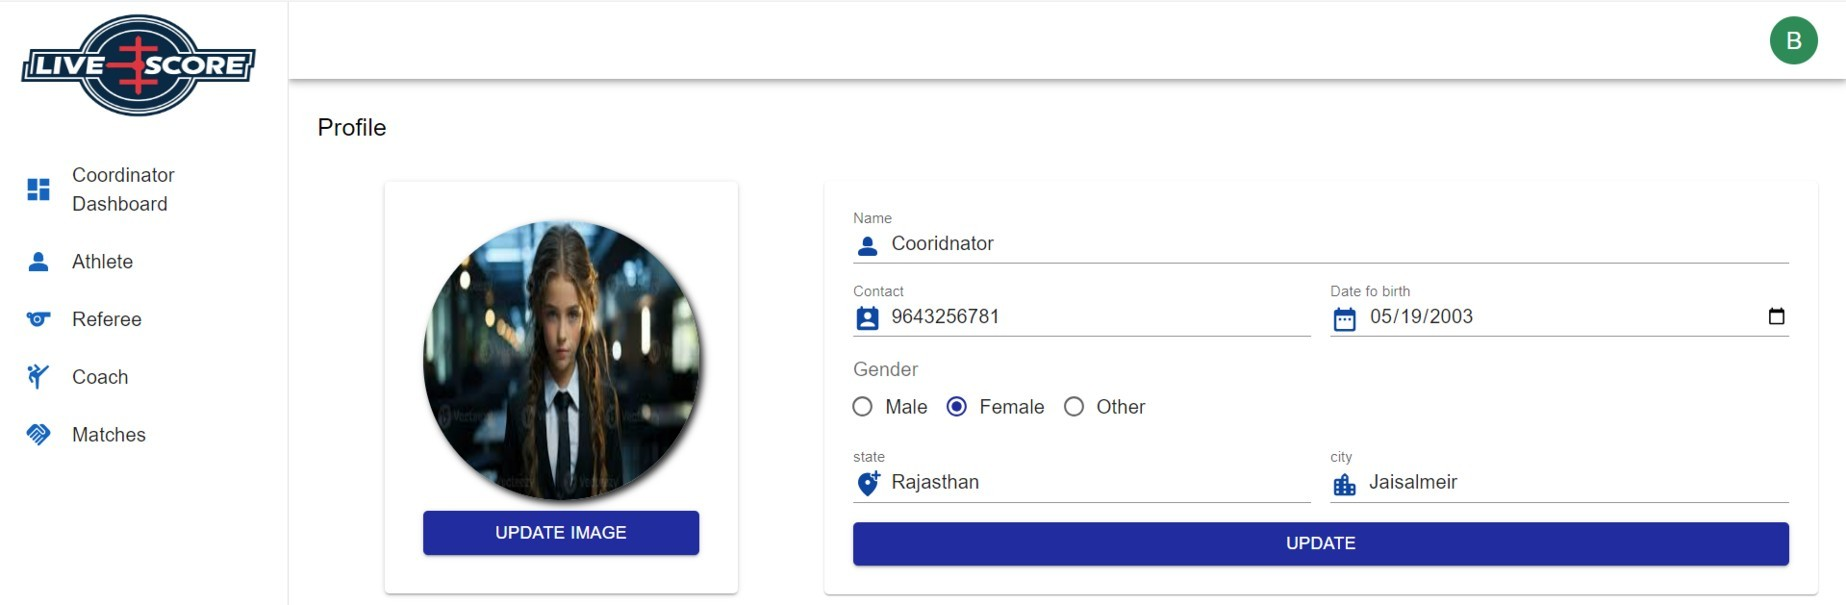 LIVE SCORE
B
Profile
Coordinator
Dashboard
Athlete
Referee
Coach
Matches
UPDATE IMAGE
Name
Cooridnator
Contact
9643256781
Date fo birth
05/19/2003
Gender
Male Female Other
state
Rajasthan
city
Jaisalmeir
UPDATE